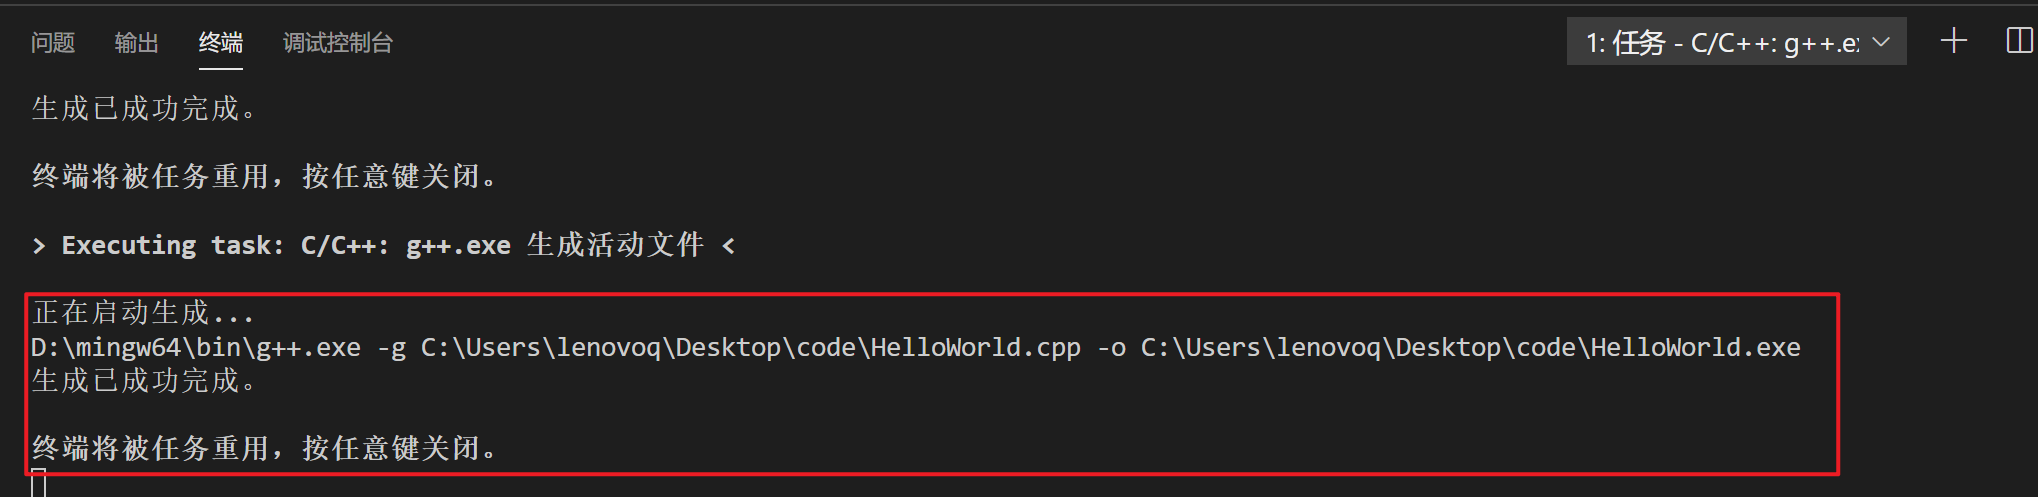 问题 输出 终端 调试控制台 1: 任务 - C/C++: g++.e
生成已成功完成。
终端将被任务重用，按任意键关闭。
> Executing task: C/C++: g++.exe 生成活动文件 <
正在启动生成...
D:\mingw64\bin\g++.exe -g C:\Users\lenovoq\Desktop\code\HelloWorld.cpp -o C:\Users\lenovoq\Desktop\code\HelloWorld.exe
生成已成功完成。
终端将被任务重用，按任意键关闭。